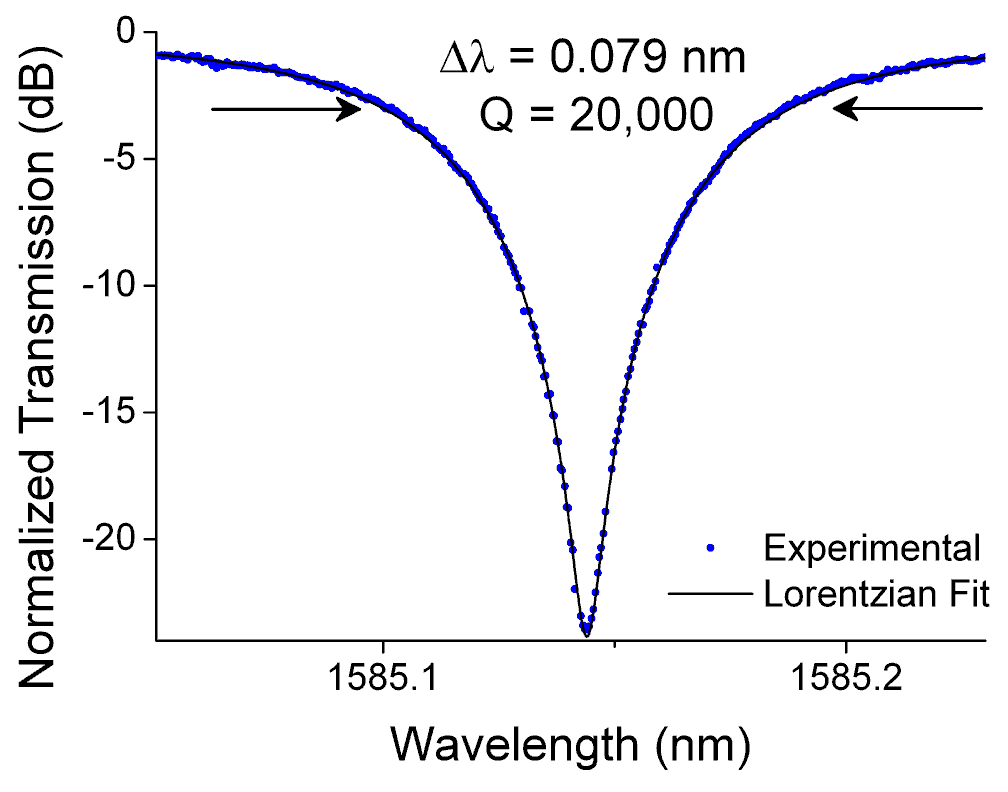 Normalized Transmission (dB)
0
-5
-10
-15
-20
Δλ = 0.079 nm
Q = 20,000
Experimental
Lorentzian Fit
1585.1
1585.2
Wavelength (nm)